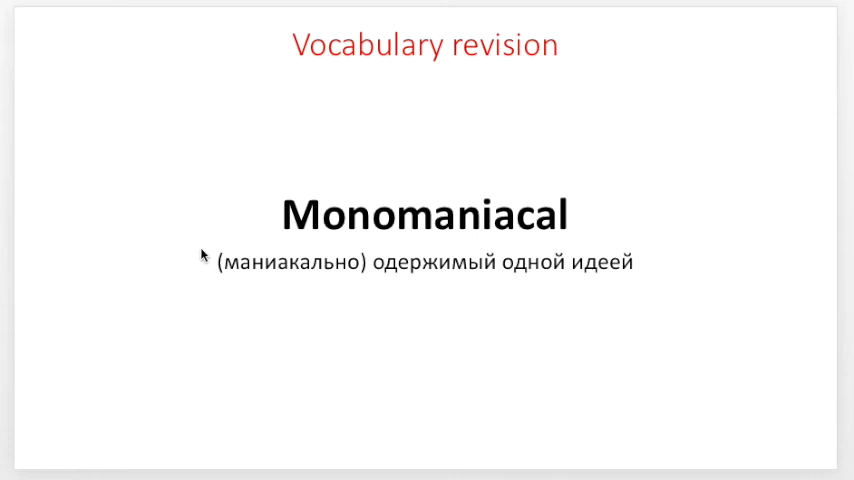 Vocabulary revision
Monomaniacal
(маниакально) одержимый одной идеей